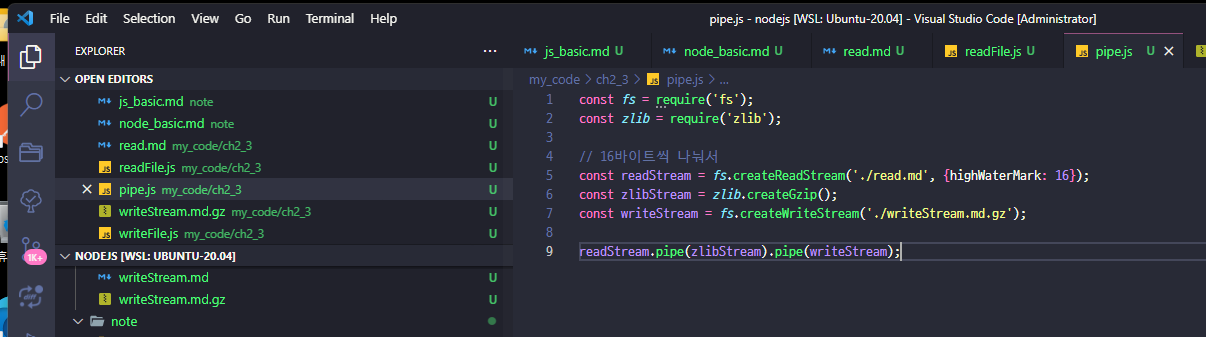 File Edit Selection View Go Run Terminal Help pipe.js - nodejs [WSL: Ubuntu-20.04] - Visual Studio Code [Administrator]
EXPLORER ...
js_basic.md U node_basic.md U read.md U readFile.js U pipe.js U
OPEN EDITORS
js_basic.md note U
node_basic.md note U
read.md my_code/ch2_3 U
readFile.js my_code/ch2_3 U
pipe.js my_code/ch2_3 U
writeStream.md.gz my_code/ch2_3 U
writeFile.js my_code/ch2_3 U
NODEJS [WSL: UBUNTU-20.04]
writeStream.md U
writeStream.md.gz U
note
1K+
my_code > ch2_3 > JS pipe.js > ...
1 const fs = require('fs');
2 const zlib = require('zlib');
3
4 // 16바이트씩 나눠서
5 const readStream = fs.createReadStream('./read.md', {highWaterMark: 16});
6 const zlibStream = zlib.createGzip();
7 const writeStream = fs.createWriteStream('./writeStream.md.gz');
8
9 readStream.pipe(zlibStream).pipe(writeStream);